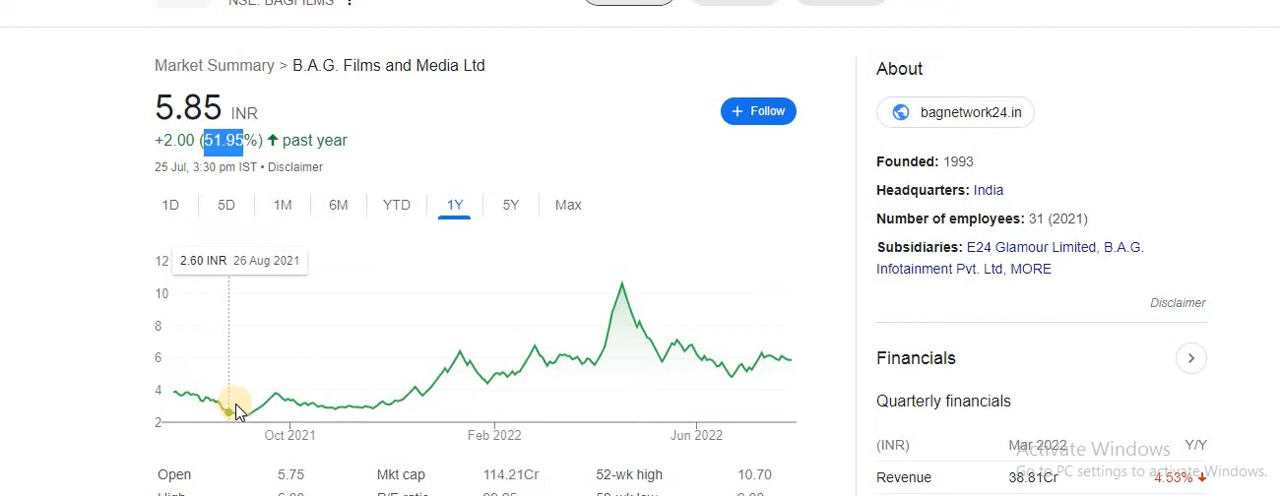 NSE: BAGFILMS
Market Summary > B.A.G. Films and Media Ltd
5.85 INR
+ Follow
+2.00 (51.95%) ↑ past year
25 Jul, 3:30 pm IST • Disclaimer
1D 5D 1M 6M YTD 1Y 5Y Max
2.60 INR 26 Aug 2021
12
10
8
6
4
2
Oct 2021 Feb 2022 Jun 2022
Open 5.75 Mkt cap 114.21Cr 52-wk high 10.70
About
bagnetwork24.in
Founded: 1993
Headquarters: India
Number of employees: 31 (2021)
Subsidiaries: E24 Glamour Limited, B.A.G.
Infotainment Pvt. Ltd, MORE
Disclaimer
Financials
Quarterly financials
(INR) Mar 2022 Y/Y
Revenue 38.81Cr 4.53% ↓
Activate Windows
Go to PC settings to activate Windows.